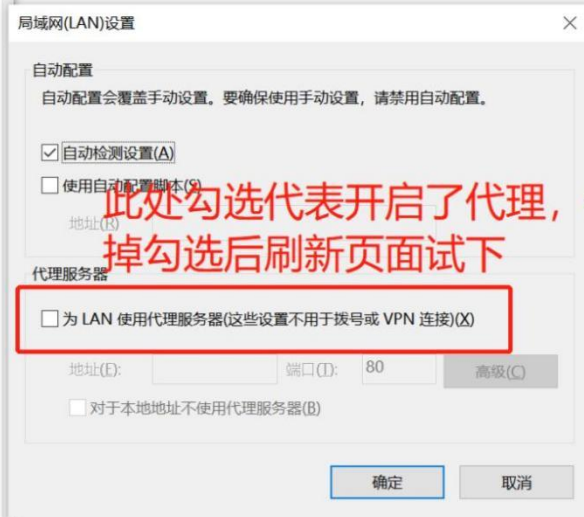 局域网(LAN)设置
自动配置
自动配置会覆盖手动设置。要确保使用手动设置，请禁用自动配置。
自动检测设置(A)
使用自动配置脚本(S)
地址(R)
此处勾选代表开启了代理，
掉勾选后刷新页面试下
代理服务器
为 LAN 使用代理服务器(这些设置不用于拨号或 VPN 连接)(X)
地址(E): 端口(T): 80 高级(C)
对于本地地址不使用代理服务器(B)
确定 取消